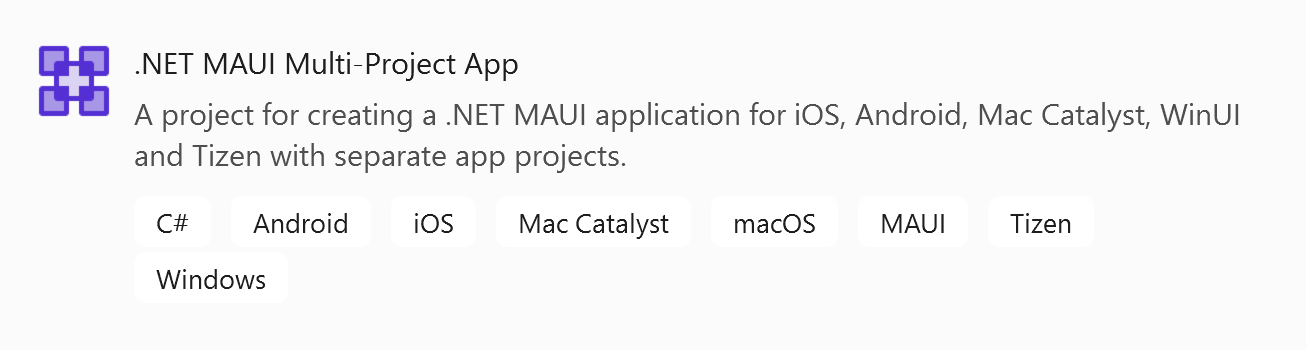 .NET MAUI Multi-Project App
A project for creating a .NET MAUI application for iOS, Android, Mac Catalyst, WinUI
and Tizen with separate app projects.
C# Android iOS Mac Catalyst macOS MAUI Tizen
Windows